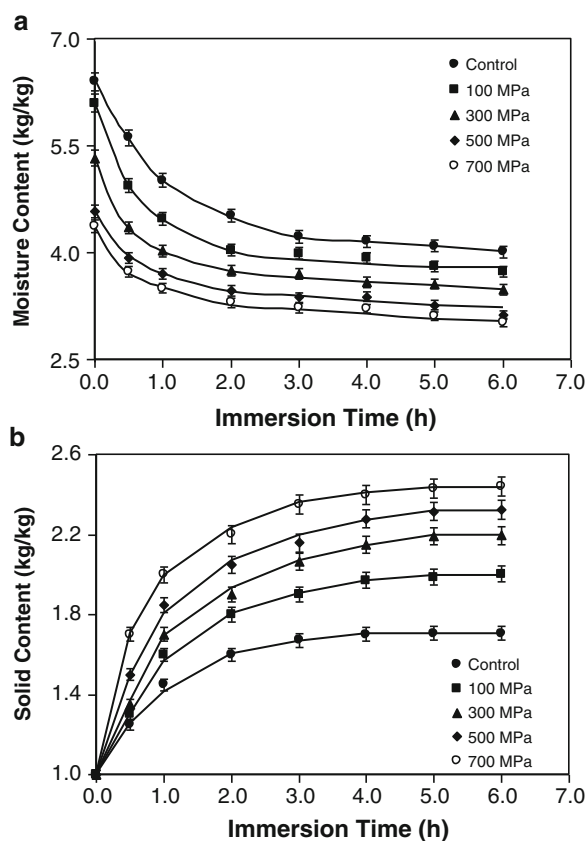 a
7.0
5.5
4.0
2.5
Moisture Content (kg/kg)
Control
100 MPa
300 MPa
500 MPa
700 MPa
0.0 1.0 2.0 3.0 4.0 5.0 6.0 7.0
Immersion Time (h)
b
2.6
2.2
1.8
1.4
1.0
Solid Content (kg/kg)
Control
100 MPa
300 MPa
500 MPa
700 MPa
0.0 1.0 2.0 3.0 4.0 5.0 6.0 7.0
Immersion Time (h)